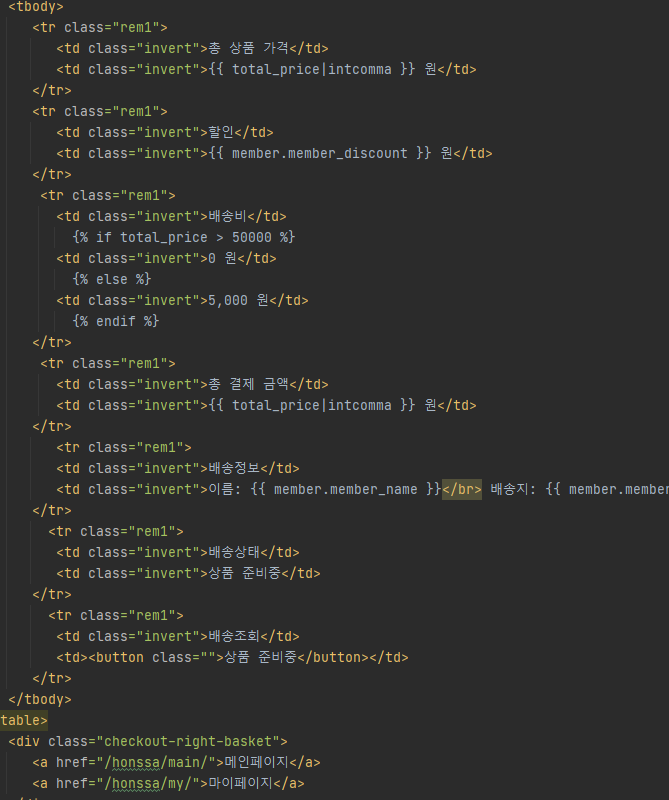 <tbody>
<tr class="rem1">
<td class="invert">총 상품 가격</td>
<td class="invert">{{ total_price|intcomma }} 원</td>
</tr>
<tr class="rem1">
<td class="invert">할인</td>
<td class="invert">{{ member.member_discount }} 원</td>
</tr>
<tr class="rem1">
<td class="invert">배송비</td>
{% if total_price > 50000 %}
<td class="invert">0 원</td>
{% else %}
<td class="invert">5,000 원</td>
{% endif %}
</tr>
<tr class="rem1">
<td class="invert">총 결제 금액</td>
<td class="invert">{{ total_price|intcomma }} 원</td>
</tr>
<tr class="rem1">
<td class="invert">배송정보</td>
<td class="invert">이름: {{ member.member_name }}</br> 배송지: {{ member.member
</tr>
<tr class="rem1">
<td class="invert">배송상태</td>
<td class="invert">상품 준비중</td>
</tr>
<tr class="rem1">
<td class="invert">배송조회</td>
<td><button class="">상품 준비중</button></td>
</tr>
</tbody>
table>
<div class="checkout-right-basket">
<a href="/honssa/main/">메인페이지</a>
<a href="/honssa/my/">마이페이지</a>